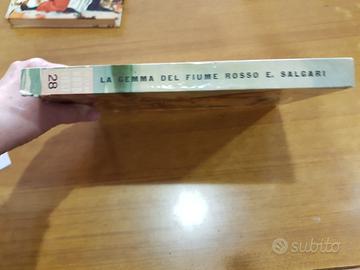 28
LA GEMMA DEL FIUME ROSSO E. SALGARI
subito